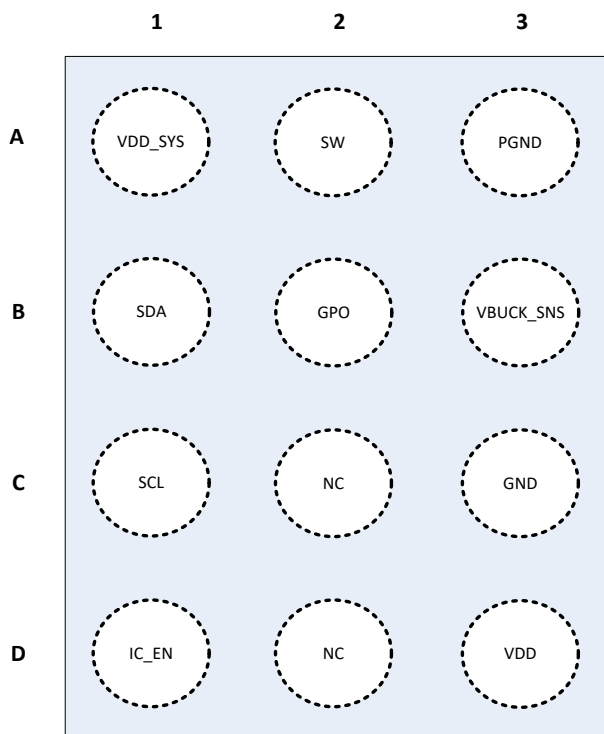 1 2 3
A VDD_SYS SW PGND
B SDA GPO VBUCK_SNS
C SCL NC GND
D IC_EN NC VDD